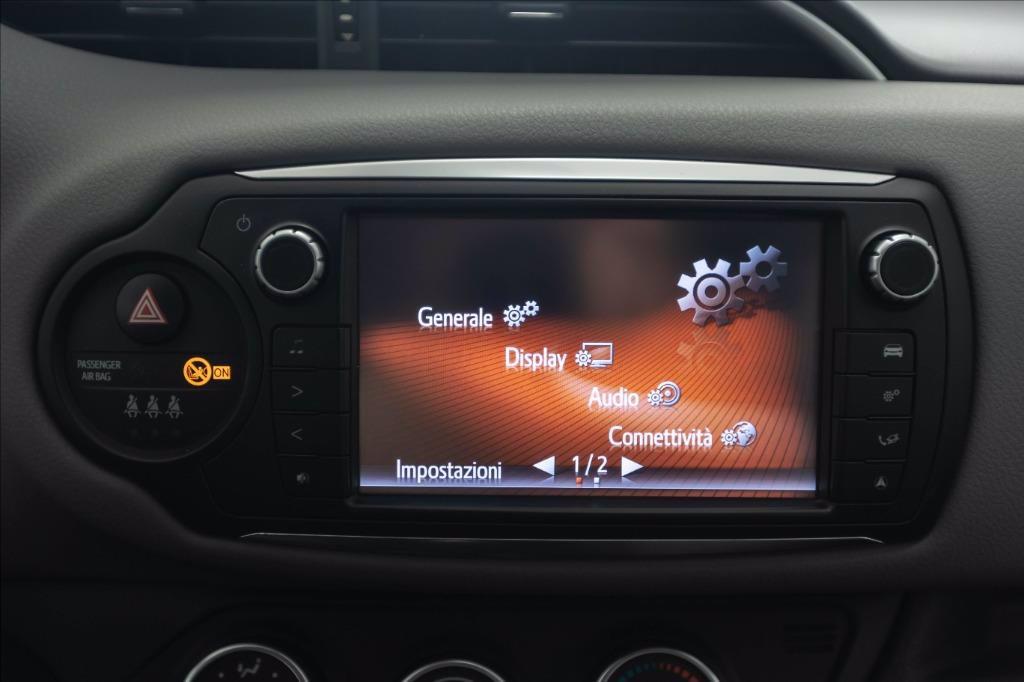 PASSENGER
AIR BAG
ON
Generale
Display
Audio
Connettività
Impostazioni
1/2